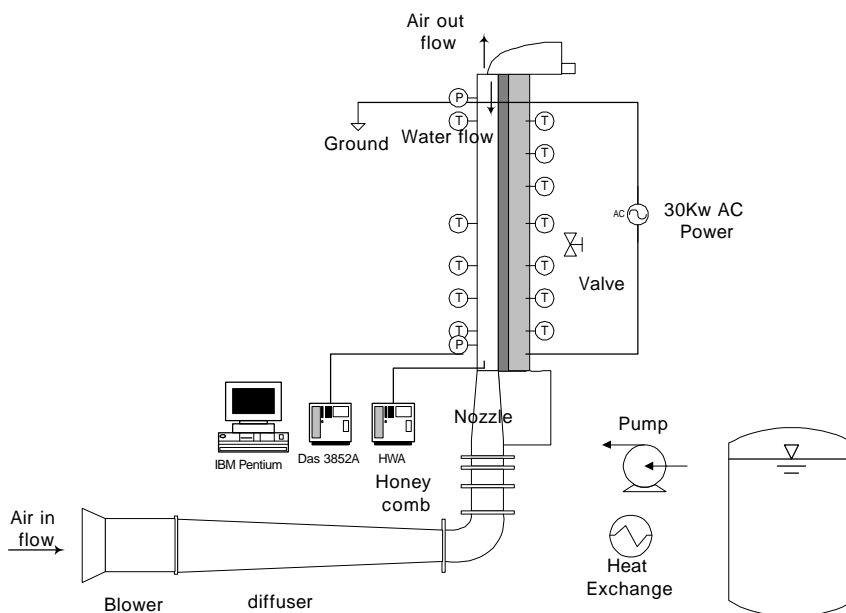 Air out
flow
P
T
Water flow
Ground
T
T
T
T
T
AC
30Kw AC
Power
T
T
Valve
T
T
T
T
T
T
P
Nozzle
Pump
IBM Pentium
Das 3852A
HWA
Honey
comb
Air in
flow
Heat
Exchange
Blower
diffuser